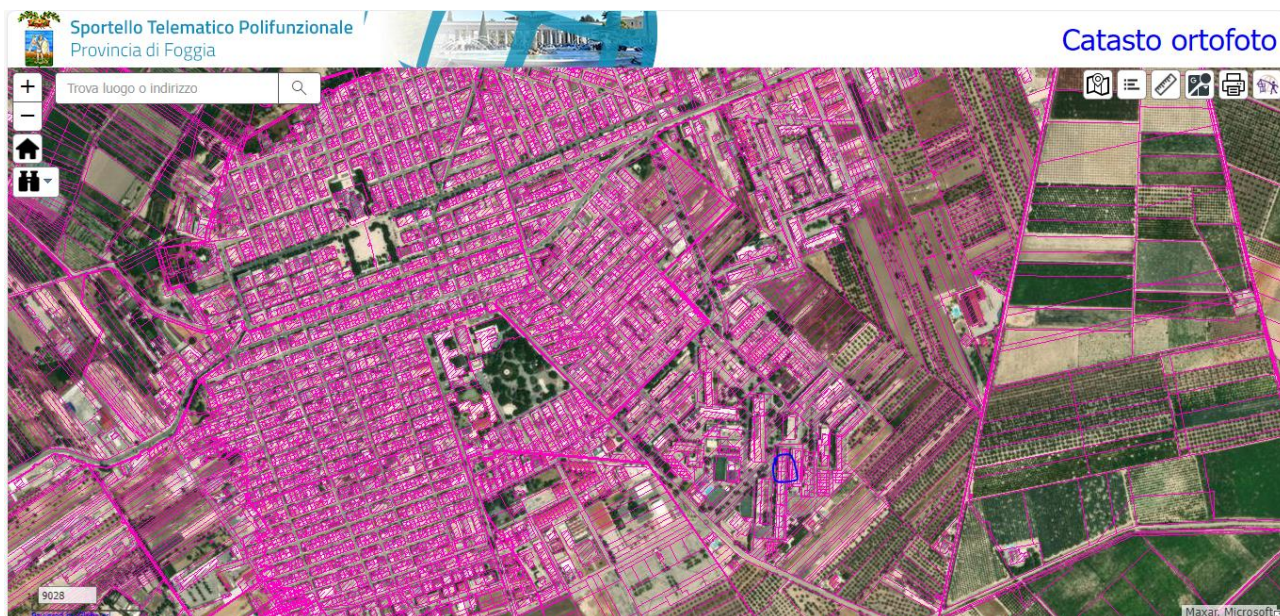 Sportello Telematico Polifunzionale
Provincia di Foggia
Catasto ortofoto
+
Trova luogo o indirizzo
−
9028
Maxar, Microsoft